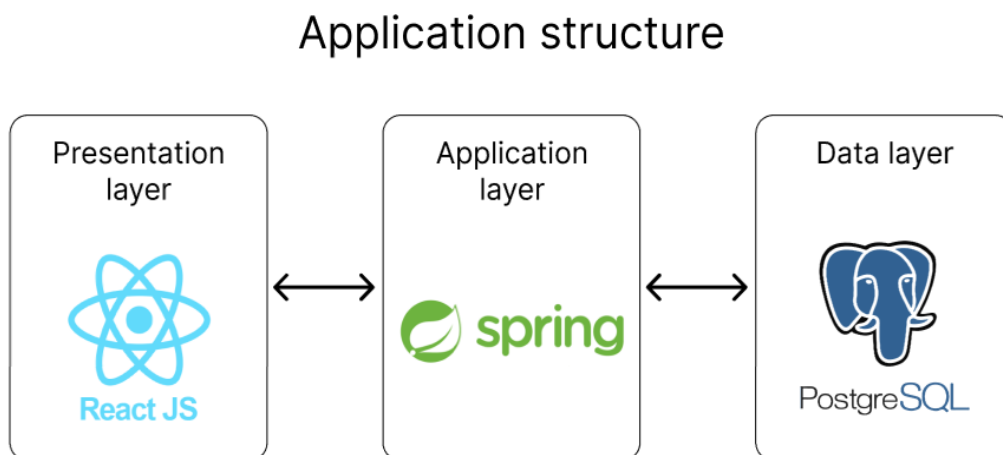 Application structure
Presentation
layer
React JS
Application
layer
spring
Data layer
PostgreSQL